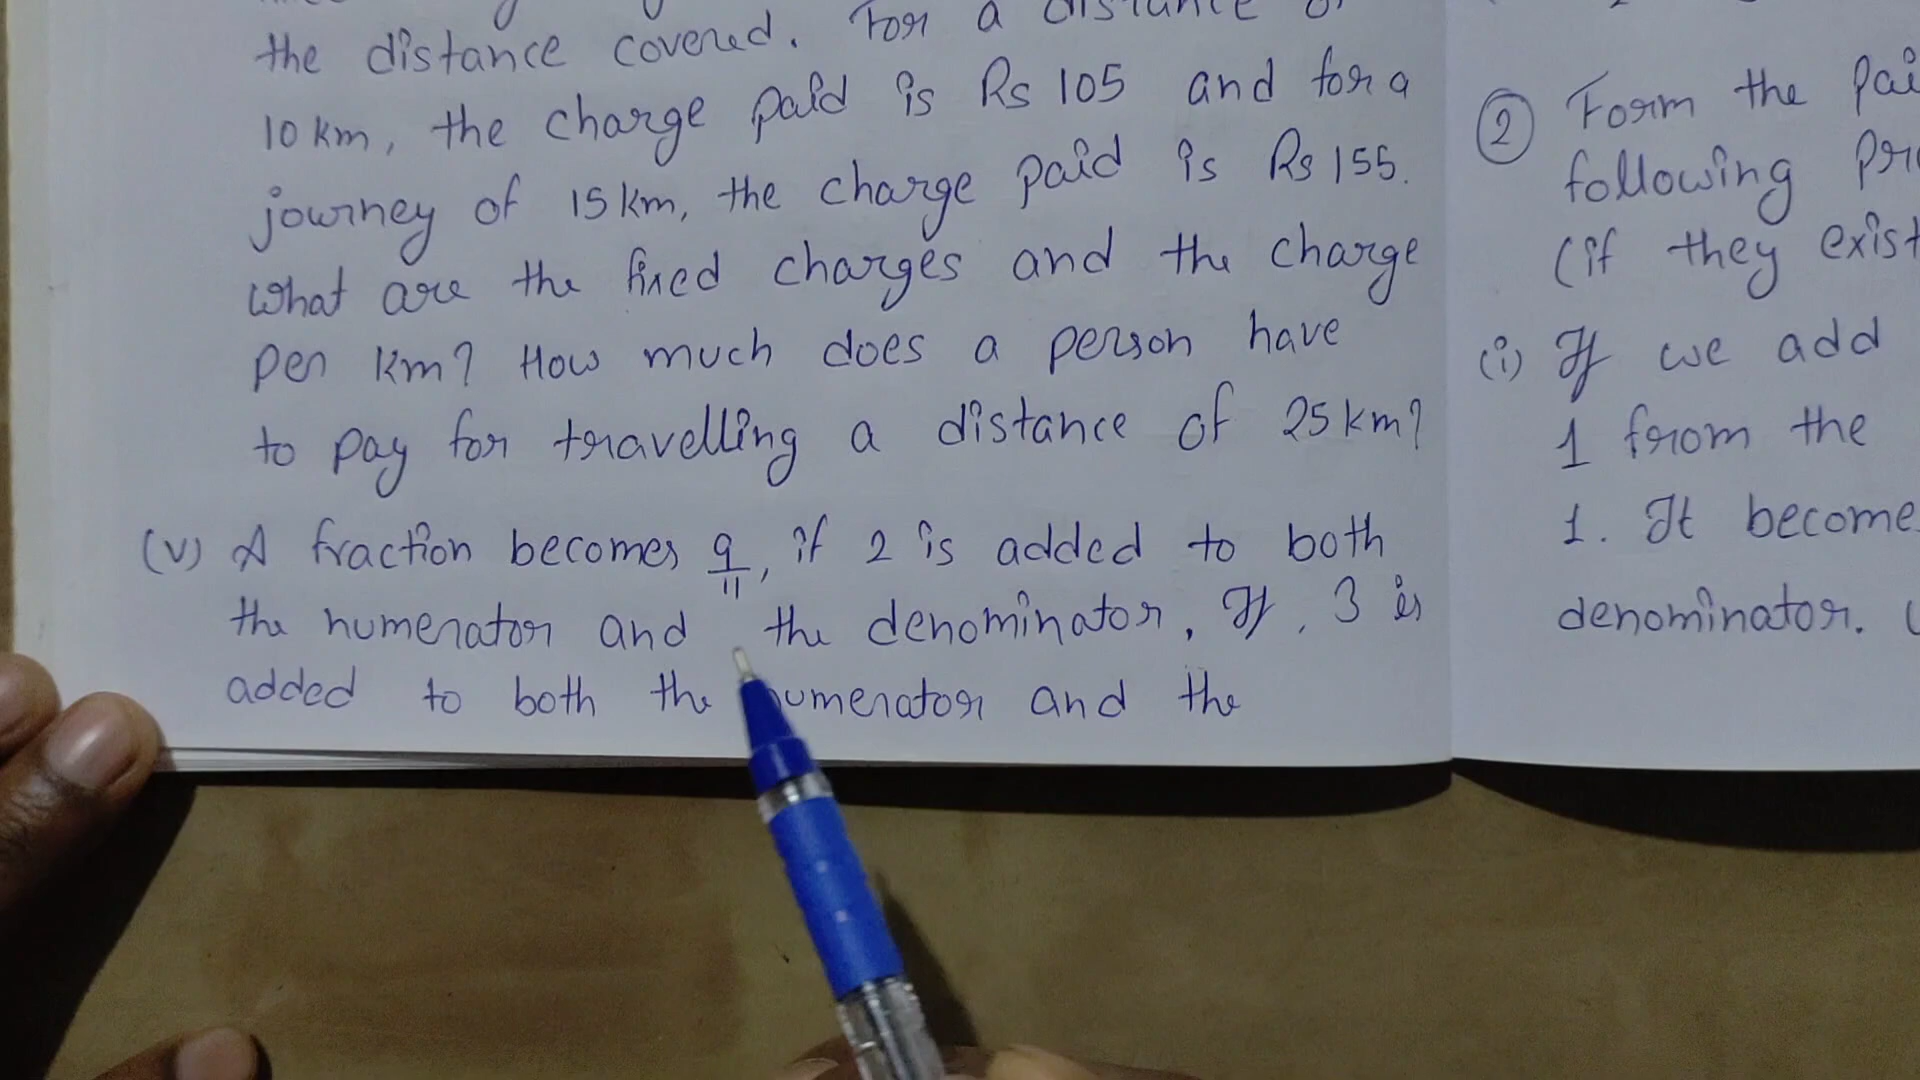 the distance covered. For a distance
10 km, the charge paid is Rs 105 and for a
journey of 15 km, the charge paid is Rs 155.
What are the fixed charges and the charge
per km? How much does a person have
to pay for travelling a distance of 25 km?
(v) A fraction becomes 9/11, if 2 is added to both
the numerator and the denominator. If, 3 is
added to both the numerator and the
② Form the
following
(if they exist
(i) If we add
1 from the
1. It become
denominator.